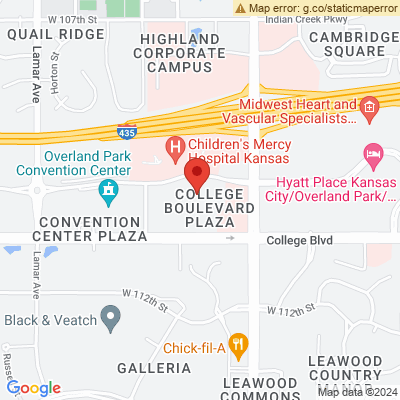 Map error: g.co/staticmaperror
W 107th St
Indian Creek Pkwy
QUAIL RIDGE
HIGHLAND
CORPORATE
CAMPUS
CAMBRIDGE
SQUARE
Lamar Ave
Houston St
Midwest Heart and
Vascular Specialists...
435
Children's Mercy
Hospital Kansas
Overland Park
Convention Center
Hyatt Place Kansas
City/Overland Park/...
COLLEGE
BOULEVARD
PLAZA
CONVENTION
CENTER PLAZA
College Blvd
Lamar Ave
W 112th St
W 112th St
Black & Veatch
Chick-fil-A
GALLERIA
LEAWOOD
COUNTRY
MANOR
LEAWOOD
COMMONS
Google
Map data ©2024